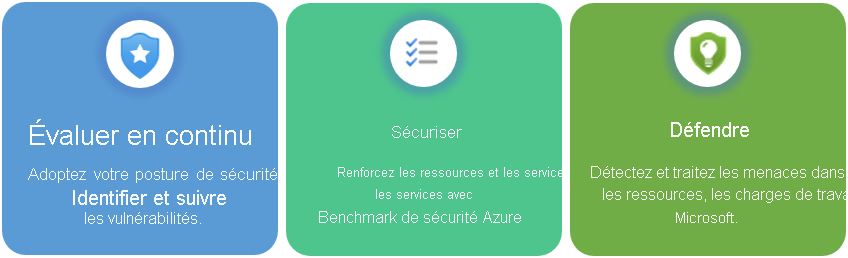 Évaluer en continu
Adoptez votre posture de sécurité
Identifier et suivre
les vulnérabilités.
Sécuriser
Renforcez les ressources et les service
les services avec
Benchmark de sécurité Azure
Défendre
Détectez et traitez les menaces dans
les ressources, les charges de trava
Microsoft.